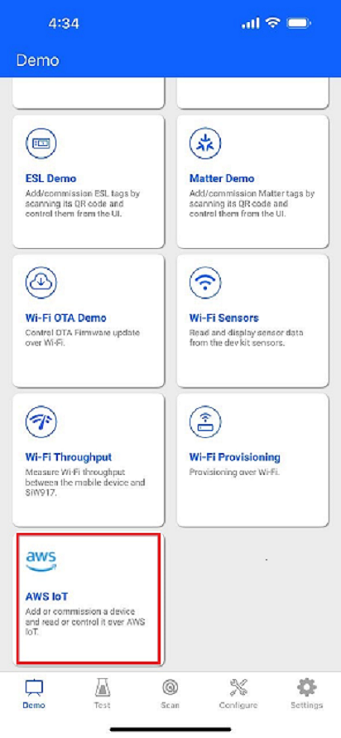 4:34
Demo
ESL Demo
Add/commission ESL tags by
scanning its QR code and
control them from the UI.
Matter Demo
Add/commission Matter tags by
scanning its QR code and
control them from the UI.
Wi-Fi OTA Demo
Control OTA Firmware update
over Wi-Fi.
Wi-Fi Sensors
Read and display sensor data
from the dev kit sensors.
Wi-Fi Throughput
Measure Wi-Fi throughput
between the mobile device and
SiW917.
Wi-Fi Provisioning
Provisioning over Wi-Fi.
aws
AWS IoT
Add or commission a device
and read or control it over AWS
IoT.
Demo
Test
Scan
Configure
Settings